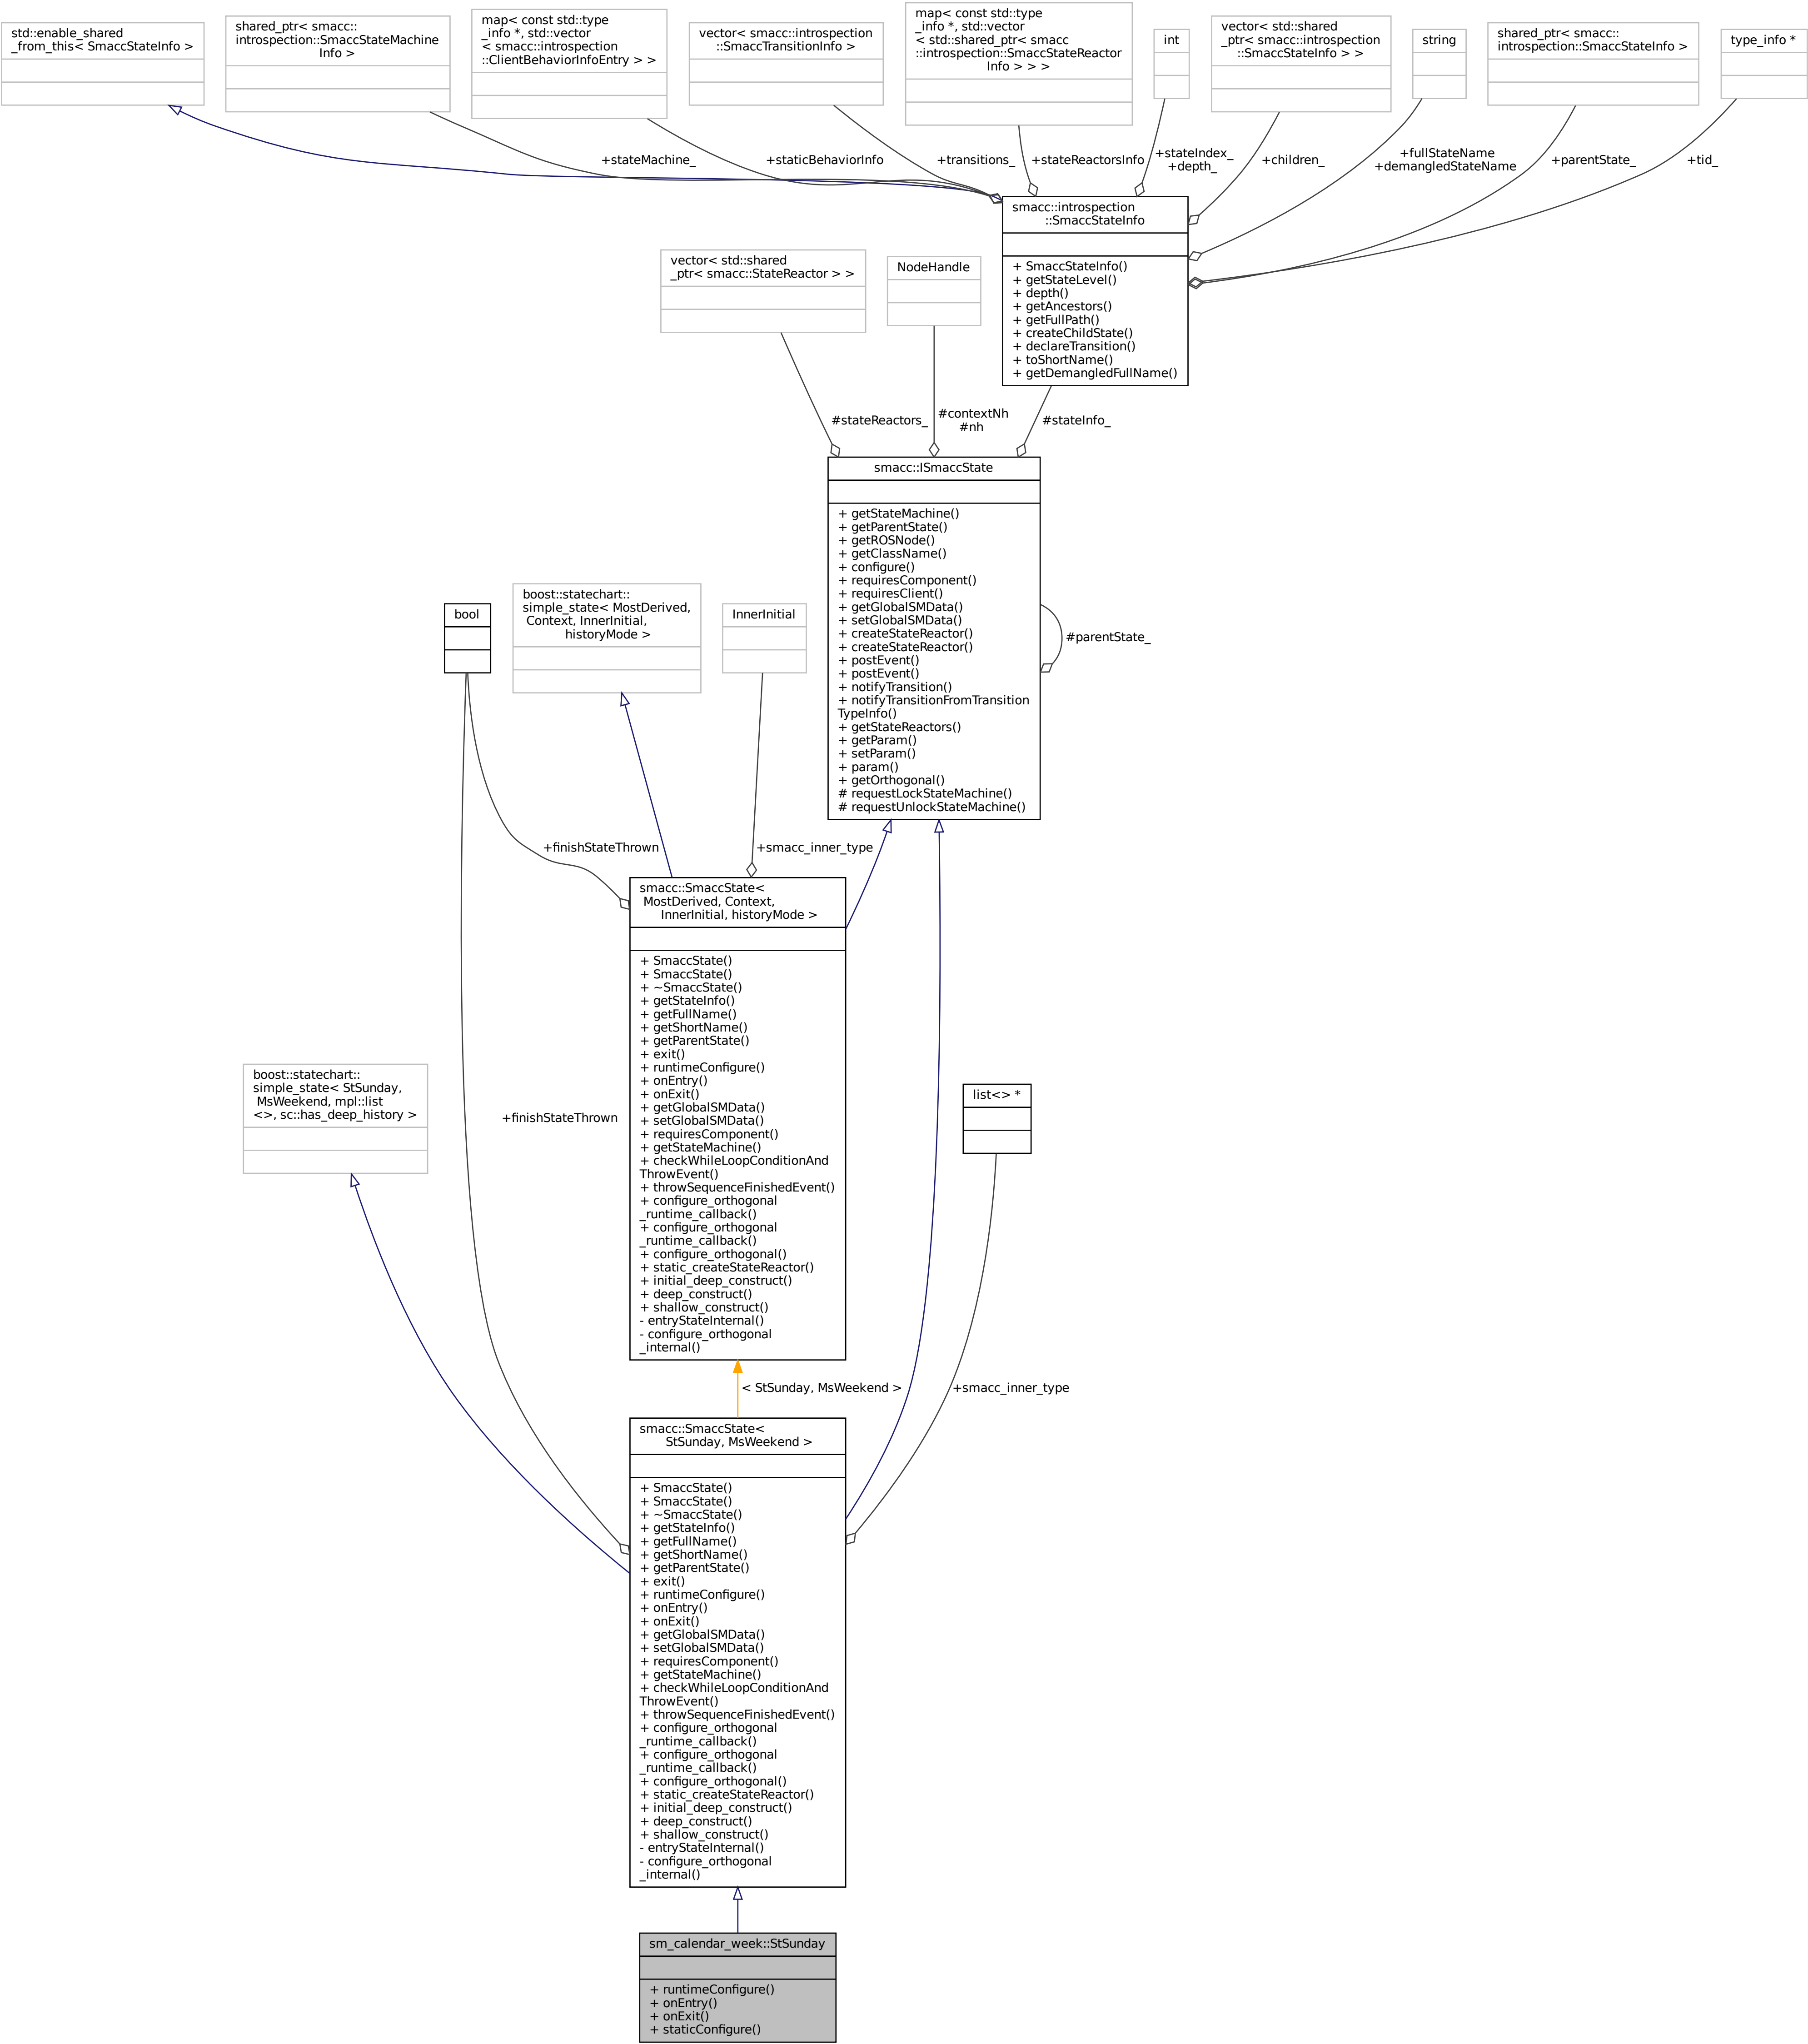 std::enable_shared
_from_this< SmaccStateInfo >
shared_ptr< smacc::
introspection::SmaccStateMachine
Info >
map< const std::type
_info *, std::vector
< smacc::introspection
::ClientBehaviorInfoEntry > >
vector< smacc::introspection
::SmaccTransitionInfo >
map< const std::type
_info *, std::vector
< std::shared_ptr< smacc
::introspection::SmaccStateReactor
Info > > >
int
vector< std::shared
_ptr< smacc::introspection
::SmaccStateInfo > >
string
shared_ptr< smacc::
introspection::SmaccStateInfo >
type_info *
+stateMachine_
+staticBehaviorInfo
+transitions_
+stateReactorsInfo
+stateIndex_
+depth_
+children_
+fullStateName
+demangledStateName
+parentState_
+tid_
smacc::introspection
::SmaccStateInfo
+ SmaccStateInfo()
+ getStateLevel()
+ depth()
+ getAncestors()
+ getFullPath()
+ createChildState()
+ declareTransition()
+ toShortName()
+ getDemangledFullName()
vector< std::shared
_ptr< smacc::StateReactor > >
NodeHandle
#stateReactors_
#contextNh
#nh
#stateInfo_
smacc::ISmaccState
+ getStateMachine()
+ getParentState()
+ getROSNode()
+ getClassName()
+ configure()
+ requiresComponent()
+ requiresClient()
+ getGlobalSMData()
+ setGlobalSMData()
+ createStateReactor()
+ createStateReactor()
+ postEvent()
+ postEvent()
+ notifyTransition()
+ notifyTransitionFromTransition
TypeInfo()
+ getStateReactors()
+ getParam()
+ setParam()
+ param()
+ getOrthogonal()
# requestLockStateMachine()
# requestUnlockStateMachine()
#parentState_
bool
boost::statechart::
simple_state< MostDerived,
Context, InnerInitial,
historyMode >
InnerInitial
+finishStateThrown
+smacc_inner_type
smacc::SmaccState<
MostDerived, Context,
InnerInitial, historyMode >
+ SmaccState()
+ SmaccState()
+ ~SmaccState()
+ getStateInfo()
+ getFullName()
+ getShortName()
+ getParentState()
+ exit()
+ runtimeConfigure()
+ onEntry()
+ onExit()
+ getGlobalSMData()
+ setGlobalSMData()
+ requiresComponent()
+ getStateMachine()
+ checkWhileLoopConditionAnd
ThrowEvent()
+ throwSequenceFinishedEvent()
+ configure_orthogonal
_runtime_callback()
+ configure_orthogonal
_runtime_callback()
+ configure_orthogonal()
+ static_createStateReactor()
+ initial_deep_construct()
+ deep_construct()
+ shallow_construct()
- entryStateInternal()
- configure_orthogonal
_internal()
boost::statechart::
simple_state< StSunday,
MsWeekend, mpl::list
<>, sc::has_deep_history >
+finishStateThrown
list<> *
< StSunday, MsWeekend >
+smacc_inner_type
smacc::SmaccState<
StSunday, MsWeekend >
+ SmaccState()
+ SmaccState()
+ ~SmaccState()
+ getStateInfo()
+ getFullName()
+ getShortName()
+ getParentState()
+ exit()
+ runtimeConfigure()
+ onEntry()
+ onExit()
+ getGlobalSMData()
+ setGlobalSMData()
+ requiresComponent()
+ getStateMachine()
+ checkWhileLoopConditionAnd
ThrowEvent()
+ throwSequenceFinishedEvent()
+ configure_orthogonal
_runtime_callback()
+ configure_orthogonal
_runtime_callback()
+ configure_orthogonal()
+ static_createStateReactor()
+ initial_deep_construct()
+ deep_construct()
+ shallow_construct()
- entryStateInternal()
- configure_orthogonal
_internal()
sm_calendar_week::StSunday
+ runtimeConfigure()
+ onEntry()
+ onExit()
+ staticConfigure()